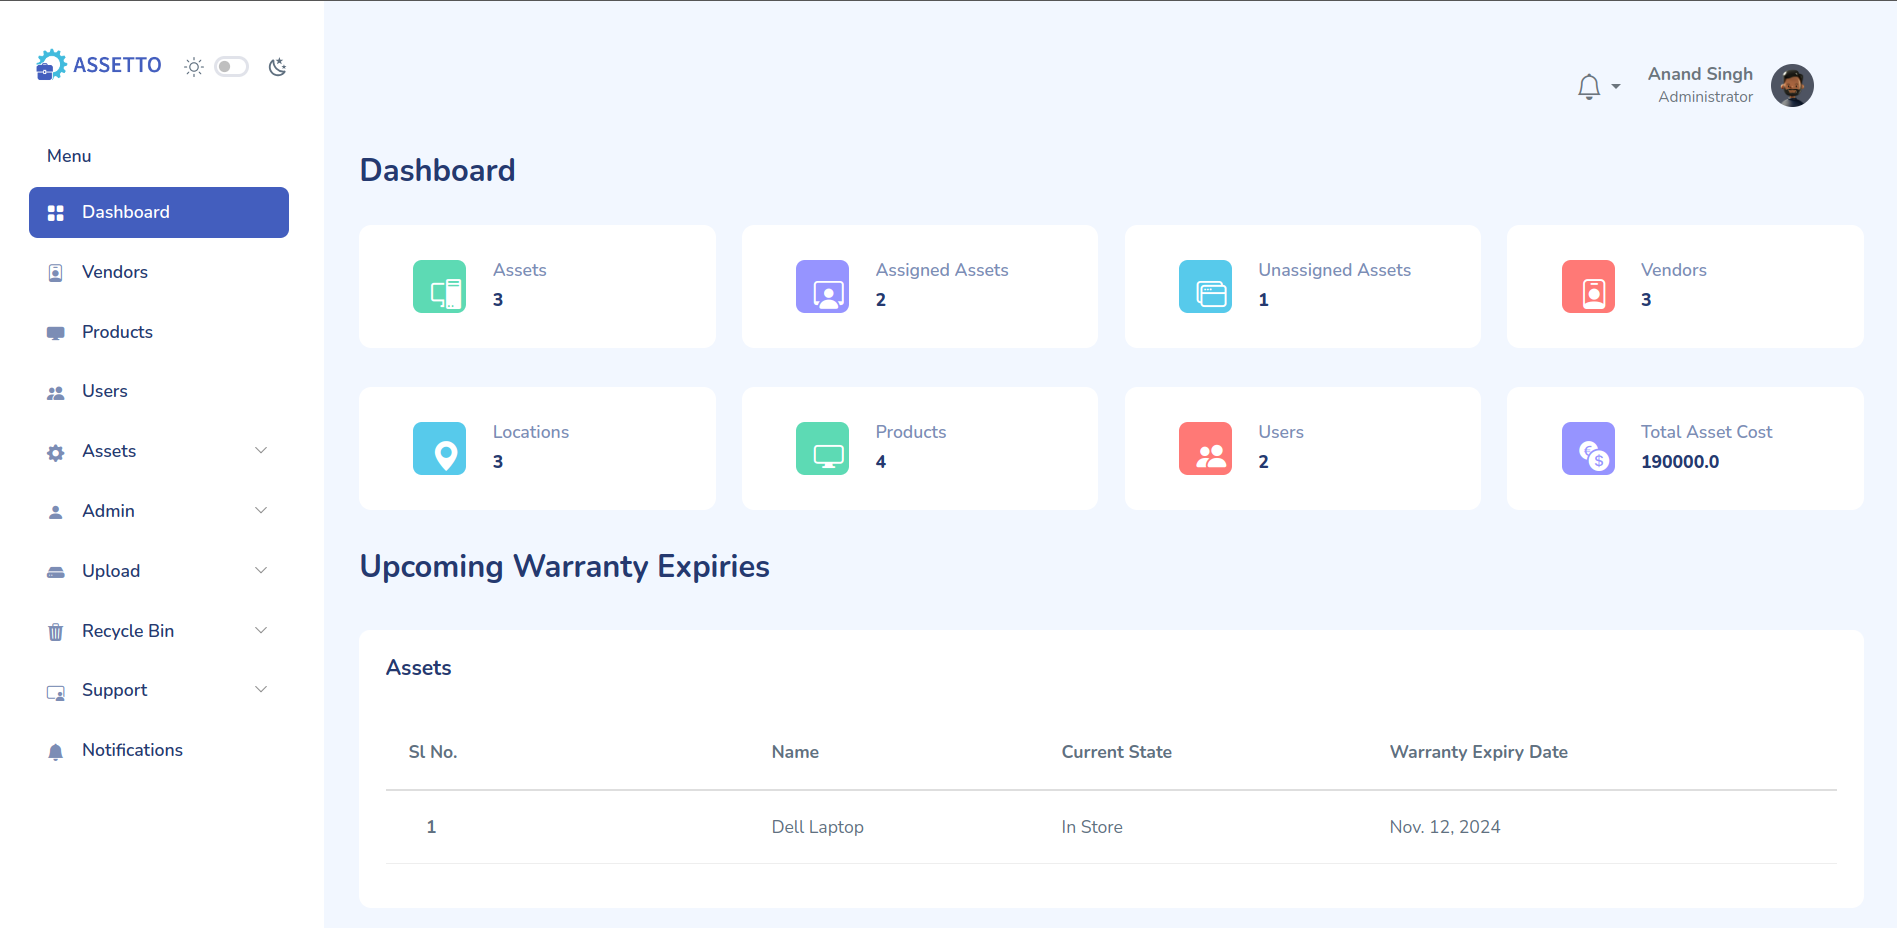 ASSETTO
Anand Singh
Administrator
Menu
Dashboard
Vendors
Products
Users
Assets
Admin
Upload
Recycle Bin
Support
Notifications
Dashboard
Assets
3
Assigned Assets
2
Unassigned Assets
1
Vendors
3
Locations
3
Products
4
Users
2
Total Asset Cost
190000.0
Upcoming Warranty Expiries
Assets
Sl No. Name Current State Warranty Expiry Date
1 Dell Laptop In Store Nov. 12, 2024